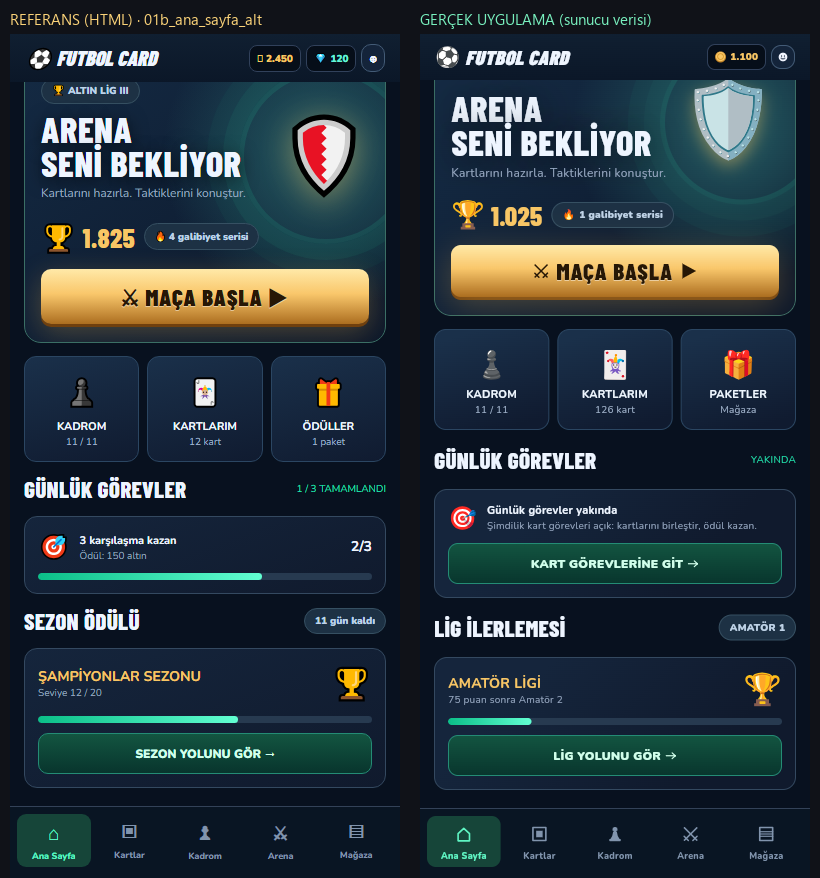 REFERANS (HTML) · 01b_ana_sayfa_alt
FUTBOL CARD
2.450
120
ALTIN LİG III
ARENA
SENİ BEKLİYOR
Kartlarını hazırla. Taktiklerini konuştur.
1.825
4 galibiyet serisi
MAÇA BAŞLA
KADROM
11 / 11
KARTLARIM
12 kart
ÖDÜLLER
1 paket
GÜNLÜK GÖREVLER
1 / 3 TAMAMLANDI
3 karşılaşma kazan
Ödül: 150 altın
2/3
SEZON ÖDÜLÜ
11 gün kaldı
ŞAMPİYONLAR SEZONU
Seviye 12 / 20
SEZON YOLUNU GÖR →
Ana Sayfa
Kartlar
Kadrom
Arena
Mağaza
GERÇEK UYGULAMA (sunucu verisi)
FUTBOL CARD
1.100
ARENA
SENİ BEKLİYOR
Kartlarını hazırla. Taktiklerini konuştur.
1.025
1 galibiyet serisi
MAÇA BAŞLA
KADROM
11 / 11
KARTLARIM
126 kart
PAKETLER
Mağaza
GÜNLÜK GÖREVLER
YAKINDA
Günlük görevler yakında
Şimdilik kart görevleri açık: kartlarını birleştir, ödül kazan.
KART GÖREVLERİNE GİT →
LİG İLERLEMESİ
AMATÖR 1
AMATÖR LİGİ
75 puan sonra Amatör 2
LİG YOLUNU GÖR →
Ana Sayfa
Kartlar
Kadrom
Arena
Mağaza